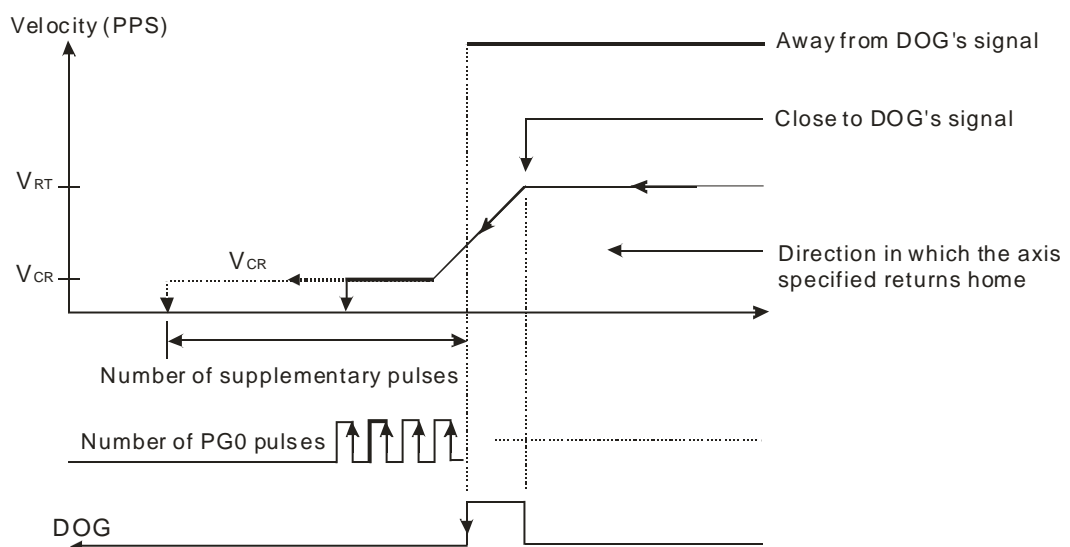 Velocity (PPS)
Away from DOG's signal
Close to DOG's signal
VRT
Direction in which the axis
specified returns home
VCR
VCR
Number of supplementary pulses
Number of PG0 pulses
DOG